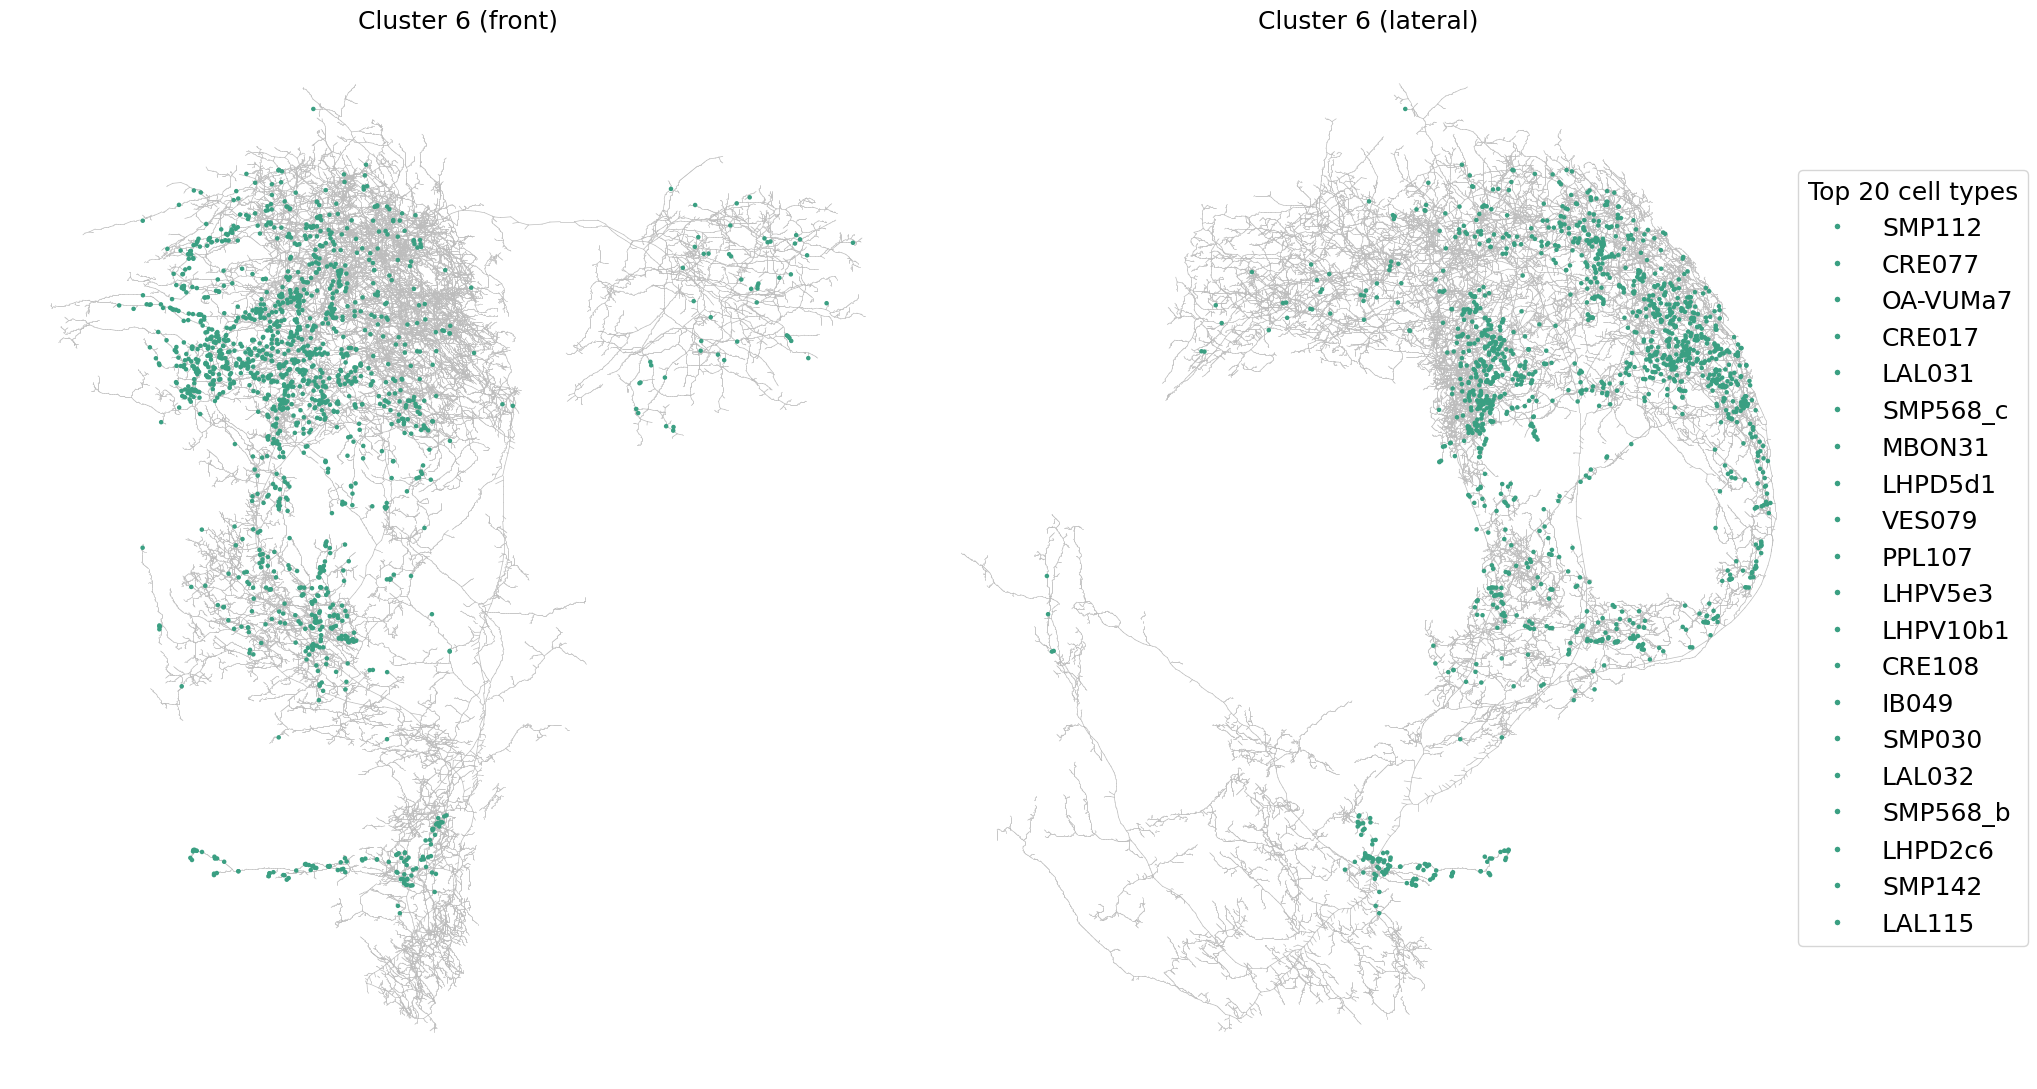 Cluster 6 (front)
Cluster 6 (lateral)
Top 20 cell types
SMP112
CRE077
OA-VUMa7
CRE017
LAL031
SMP568_c
MBON31
LHPD5d1
VES079
PPL107
LHPV5e3
LHPV10b1
CRE108
IB049
SMP030
LAL032
SMP568_b
LHPD2c6
SMP142
LAL115